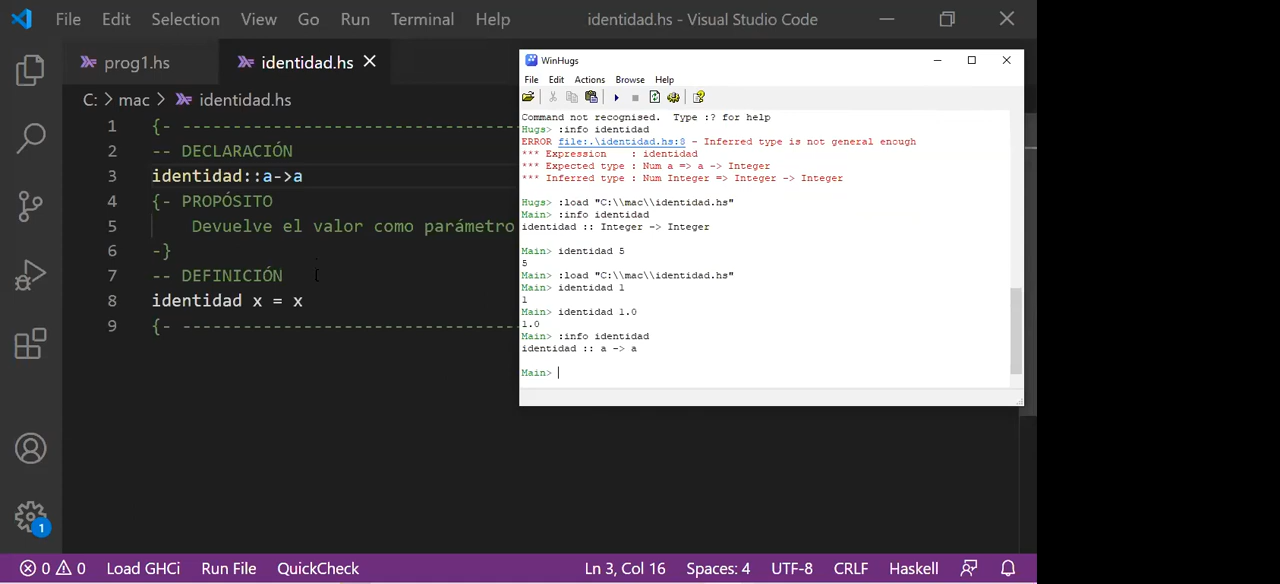 File Edit Selection View Go Run Terminal Help identidad.hs - Visual Studio Code
prog1.hs identidad.hs
C: > mac > identidad.hs
1 {- ----------------------------------
2 -- DECLARACIÓN
3 identidad::a->a
4 {- PROPÓSITO
5 Devuelve el valor como parámetro
6 -}
7 -- DEFINICIÓN
8 identidad x = x
9 {- ----------------------------------
WinHugs
File Edit Actions Browse Help
Command not recognised. Type :? for help
Hugs> :info identidad
ERROR file:.\identidad.hs:8 - Inferred type is not general enough
*** Expression : identidad
*** Expected type : Num a => a -> Integer
*** Inferred type : Num Integer => Integer -> Integer
Hugs> :load "C:\\mac\\identidad.hs"
Main> :info identidad
identidad :: Integer -> Integer
Main> identidad 5
5
Main> :load "C:\\mac\\identidad.hs"
Main> identidad 1
1
Main> identidad 1.0
1.0
Main> :info identidad
identidad :: a -> a
Main>
1
0 0 Load GHCi Run File QuickCheck Ln 3, Col 16 Spaces: 4 UTF-8 CRLF Haskell